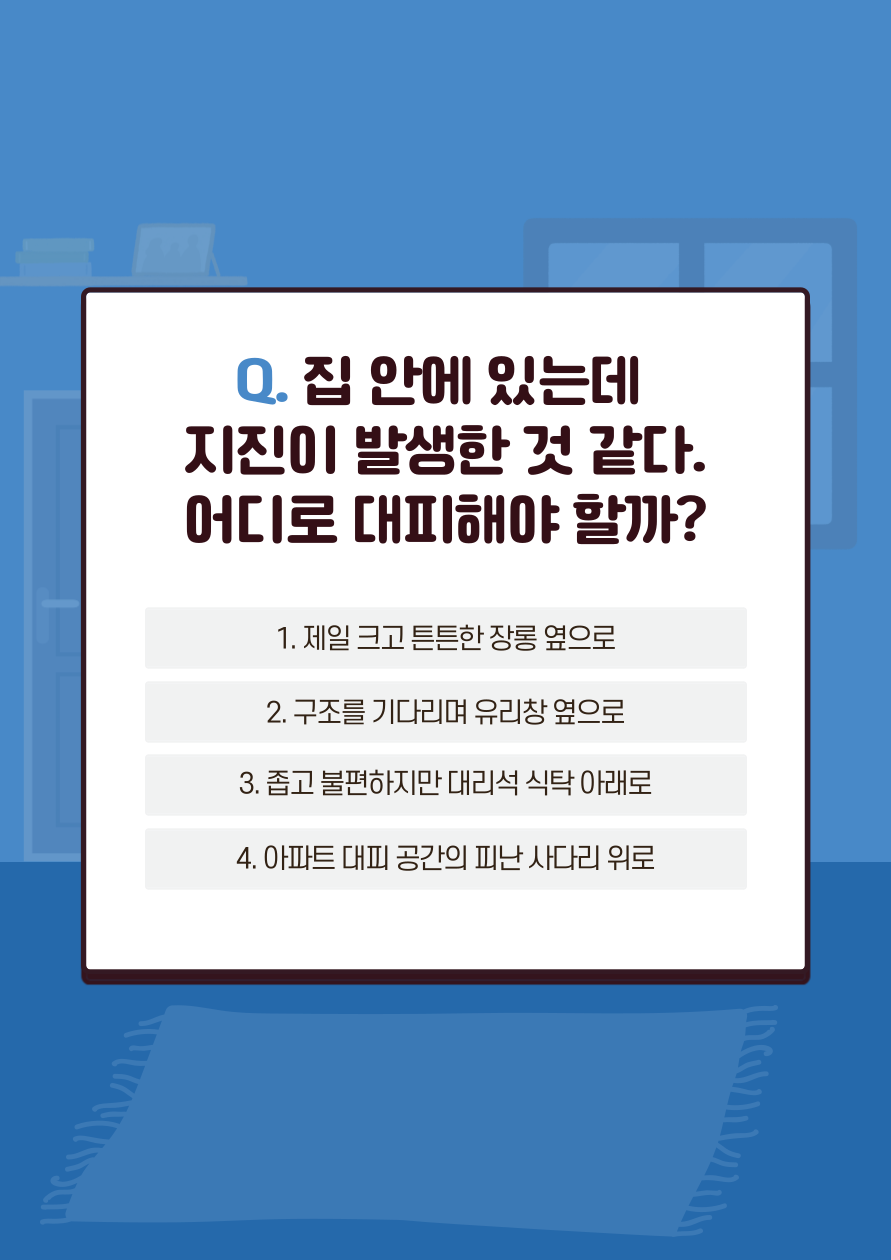 Q. 집 안에 있는데
지진이 발생한 것 같다.
어디로 대피해야 할까?
1. 제일 크고 튼튼한 장롱 옆으로
2. 구조를 기다리며 유리창 옆으로
3. 좁고 불편하지만 대리석 식탁 아래로
4. 아파트 대피 공간의 피난 사다리 위로